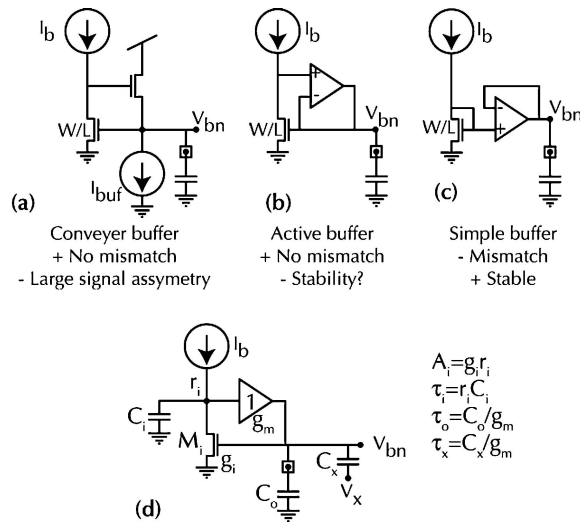 I_b
W/L
V_bn
I_buf
(a)
Conveyer buffer
+ No mismatch
- Large signal assymetry
I_b
+
-
W/L
V_bn
(b)
Active buffer
+ No mismatch
- Stability?
I_b
W/L
-
+
V_bn
(c)
Simple buffer
- Mismatch
+ Stable
I_b
r_i
C_i
1
g_m
M_i
g_i
V_bn
C_x
V_x
C_o
(d)
A_i=g_ir_i
τ_i=r_iC_i
τ_o=C_o/g_m
τ_x=C_x/g_m